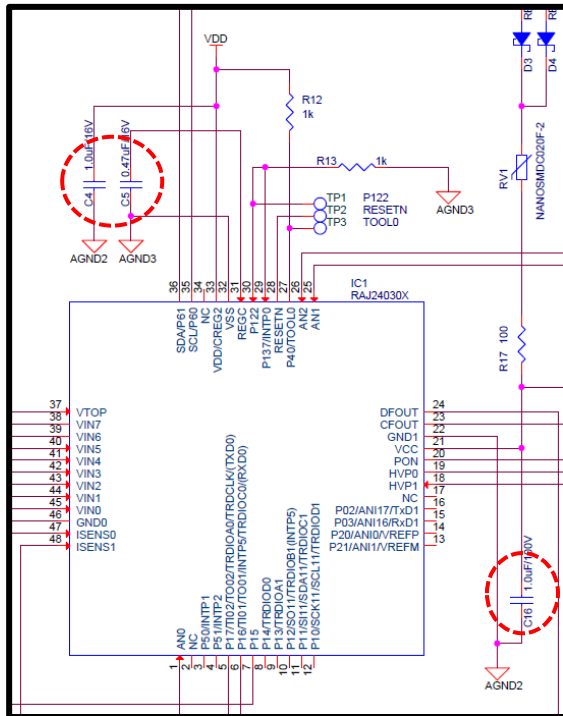 VDD
R12
1k
R13
1k
TP1
TP2
TP3
P122
RESETN
TOOL0
AGND3
C4
1.0uF/16V
C5
0.47uF/16V
AGND2
AGND3
D3
D4
RV1
NANOSMDC020F-2
R17
100
C16
1.0uF/100V
AGND2
IC1
RAJ24030X
36
35
34
33
32
31
30
29
28
27
26
25
SDA/P61
SCL/P60
NC
VDD/CREG2
VSS
REGC
P122
P137/INTP0
RESETN
P40/TOOL0
AN2
AN1
37
38
39
40
41
42
43
44
45
46
47
48
VTOP
VIN7
VIN6
VIN5
VIN4
VIN3
VIN2
VIN1
VIN0
GND0
ISENS0
ISENS1
DFOUT
CFOUT
GND1
VCC
PON
HVP0
HVP1
NC
P02/ANI17/TxD1
P03/ANI16/RxD1
P20/ANI0/VREFP
P21/ANI1/VREFM
24
23
22
21
20
19
18
17
16
15
14
13
AN0
NC
P50/INTP1
P51/INTP2
P17/TI02/TO02/TRDIOA0/TRDCLK/(TXD0)
P16/TI01/TO01/INTP5/TRDIOC0/(RXD0)
P15
P14/TRDIOD0
P13/TRDIOA1
P12/SO11/TRDIOB1(INTP5)
P11/SI11/SDA11/TRDIOC1
P10/SCK11/SCL11/TRDIOD1
1
2
3
4
5
6
7
8
9
10
11
12